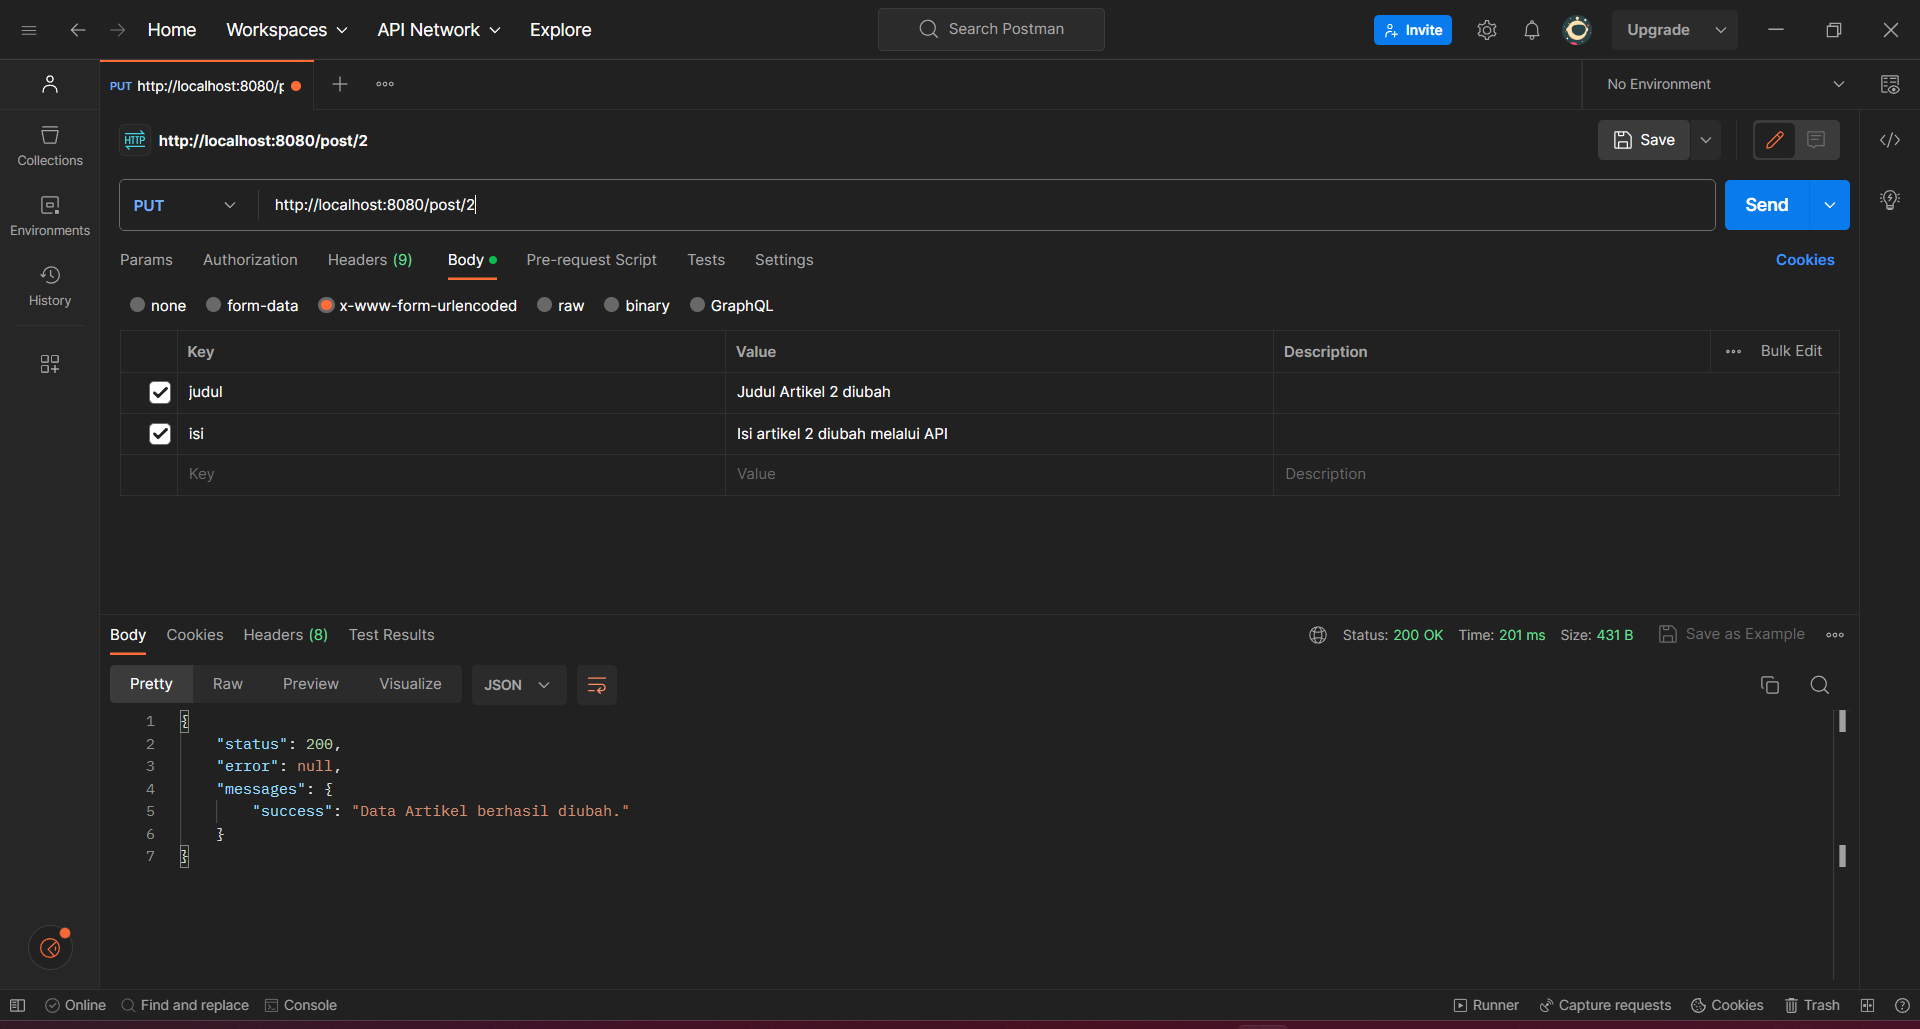 Home Workspaces API Network Explore Search Postman Invite Upgrade
PUT http://localhost:8080/p No Environment
HTTP http://localhost:8080/post/2 Save
Collections
Environments
History
PUT http://localhost:8080/post/2 Send
Params Authorization Headers (9) Body Pre-request Script Tests Settings Cookies
none form-data x-www-form-urlencoded raw binary GraphQL
Key Value Description Bulk Edit
judul Judul Artikel 2 diubah
isi Isi artikel 2 diubah melalui API
Key Value Description
Body Cookies Headers (8) Test Results Status: 200 OK Time: 201 ms Size: 431 B Save as Example
Pretty Raw Preview Visualize JSON
1 {
2 "status": 200,
3 "error": null,
4 "messages": {
5 "success": "Data Artikel berhasil diubah."
6 }
7 }
Online Find and replace Console Runner Capture requests Cookies Trash